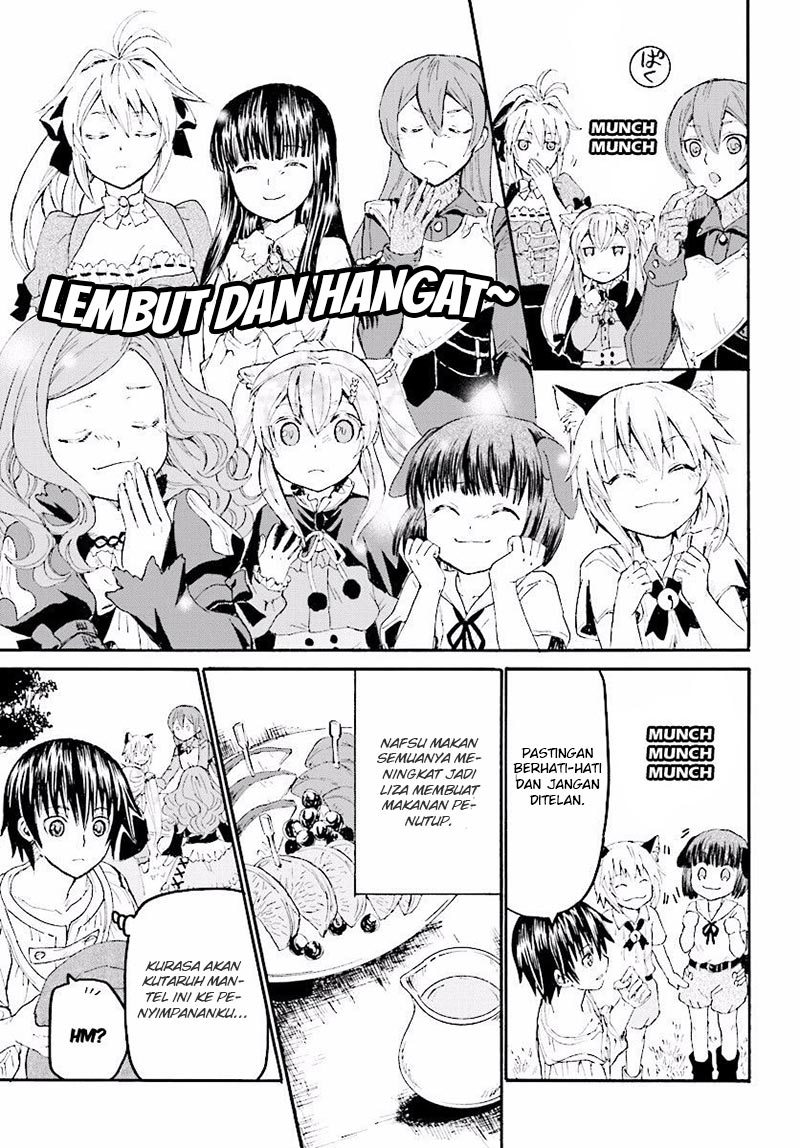 ぱく
MUNCH
MUNCH
LEMBUT DAN HANGAT~
MUNCH
MUNCH
MUNCH
PASTINGAN
BERHATI-HATI
DAN JANGAN
DITELAN.
NAFSU MAKAN
SEMUANYA ME-
NINGKAT JADI
LIZA MEMBUAT
MAKANAN PE-
NUTUP.
KURASA AKAN
KUTARUH MAN-
TEL INI KE PE-
NYIMPANANKU...
HM?